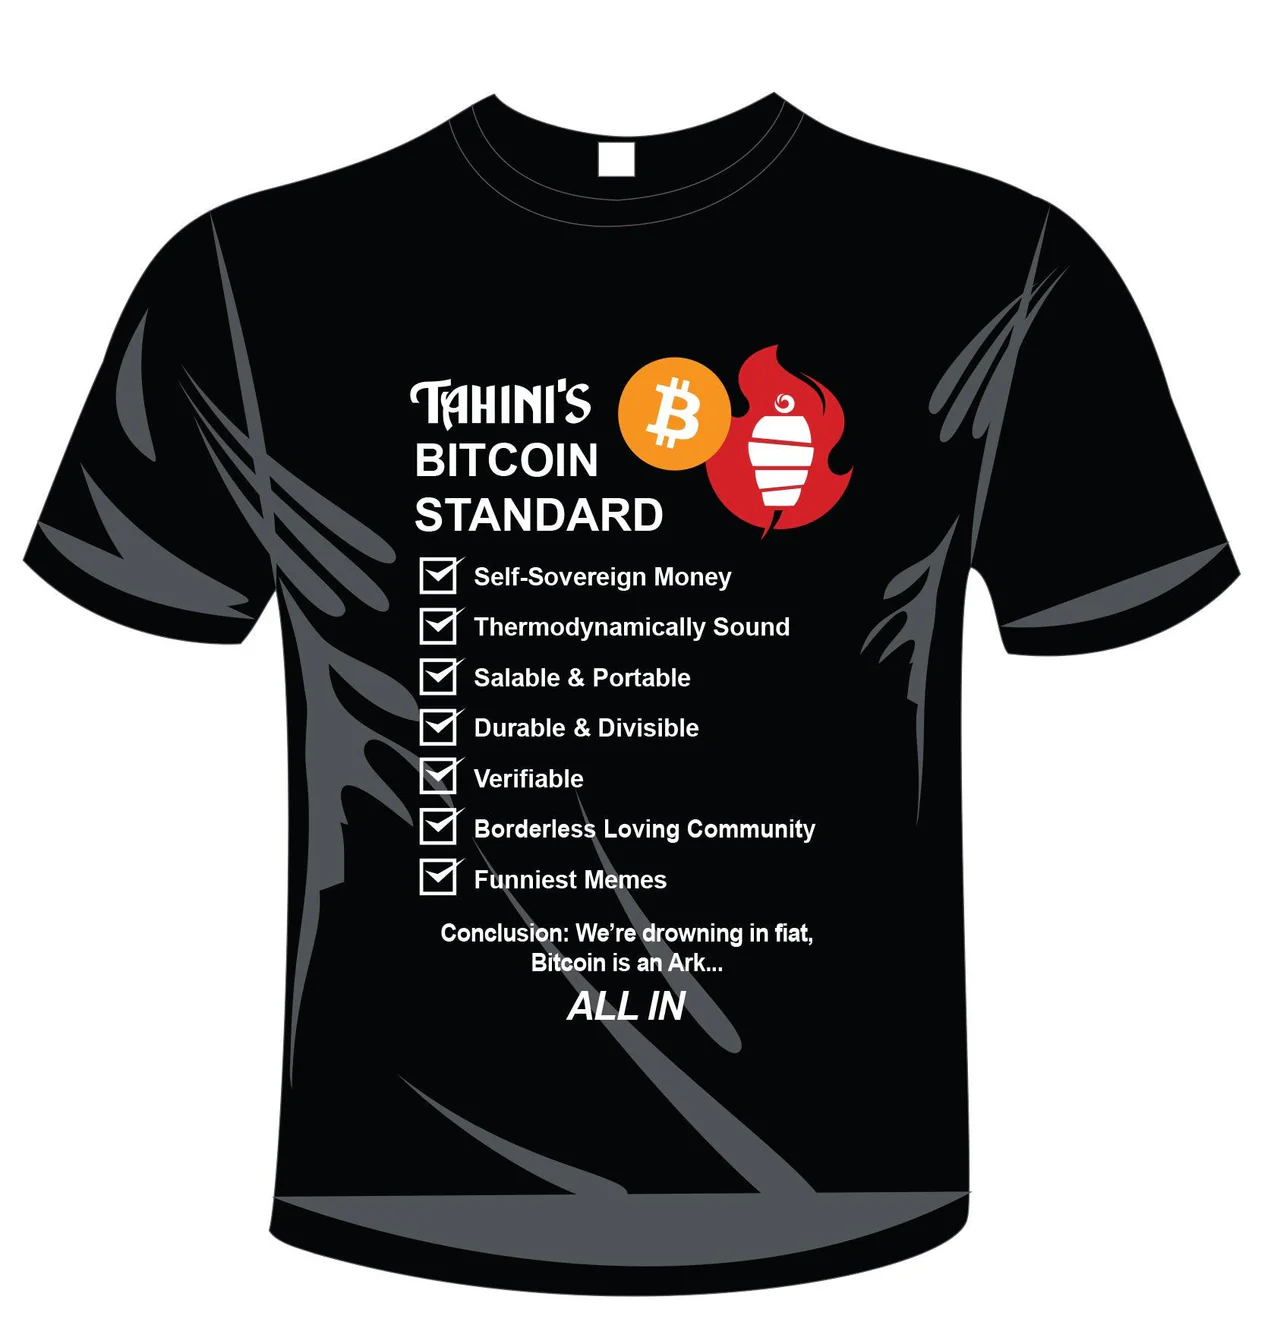 TAHINI'S
BITCOIN
STANDARD
Self-Sovereign Money
Thermodynamically Sound
Salable & Portable
Durable & Divisible
Verifiable
Borderless Loving Community
Funniest Memes
Conclusion: We’re drowning in fiat,
Bitcoin is an Ark...
ALL IN